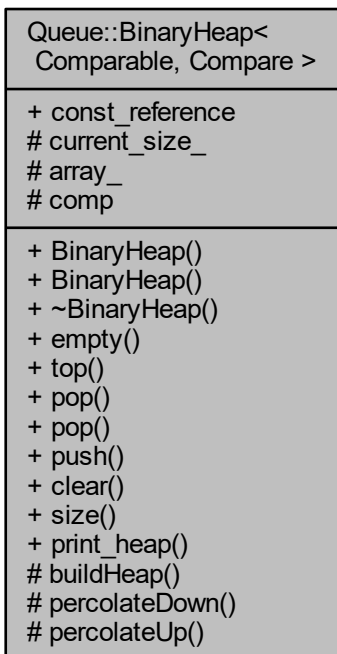 Queue::BinaryHeap<
Comparable, Compare >
+ const_reference
# current_size_
# array_
# comp
+ BinaryHeap()
+ BinaryHeap()
+ ~BinaryHeap()
+ empty()
+ top()
+ pop()
+ pop()
+ push()
+ clear()
+ size()
+ print_heap()
# buildHeap()
# percolateDown()
# percolateUp()